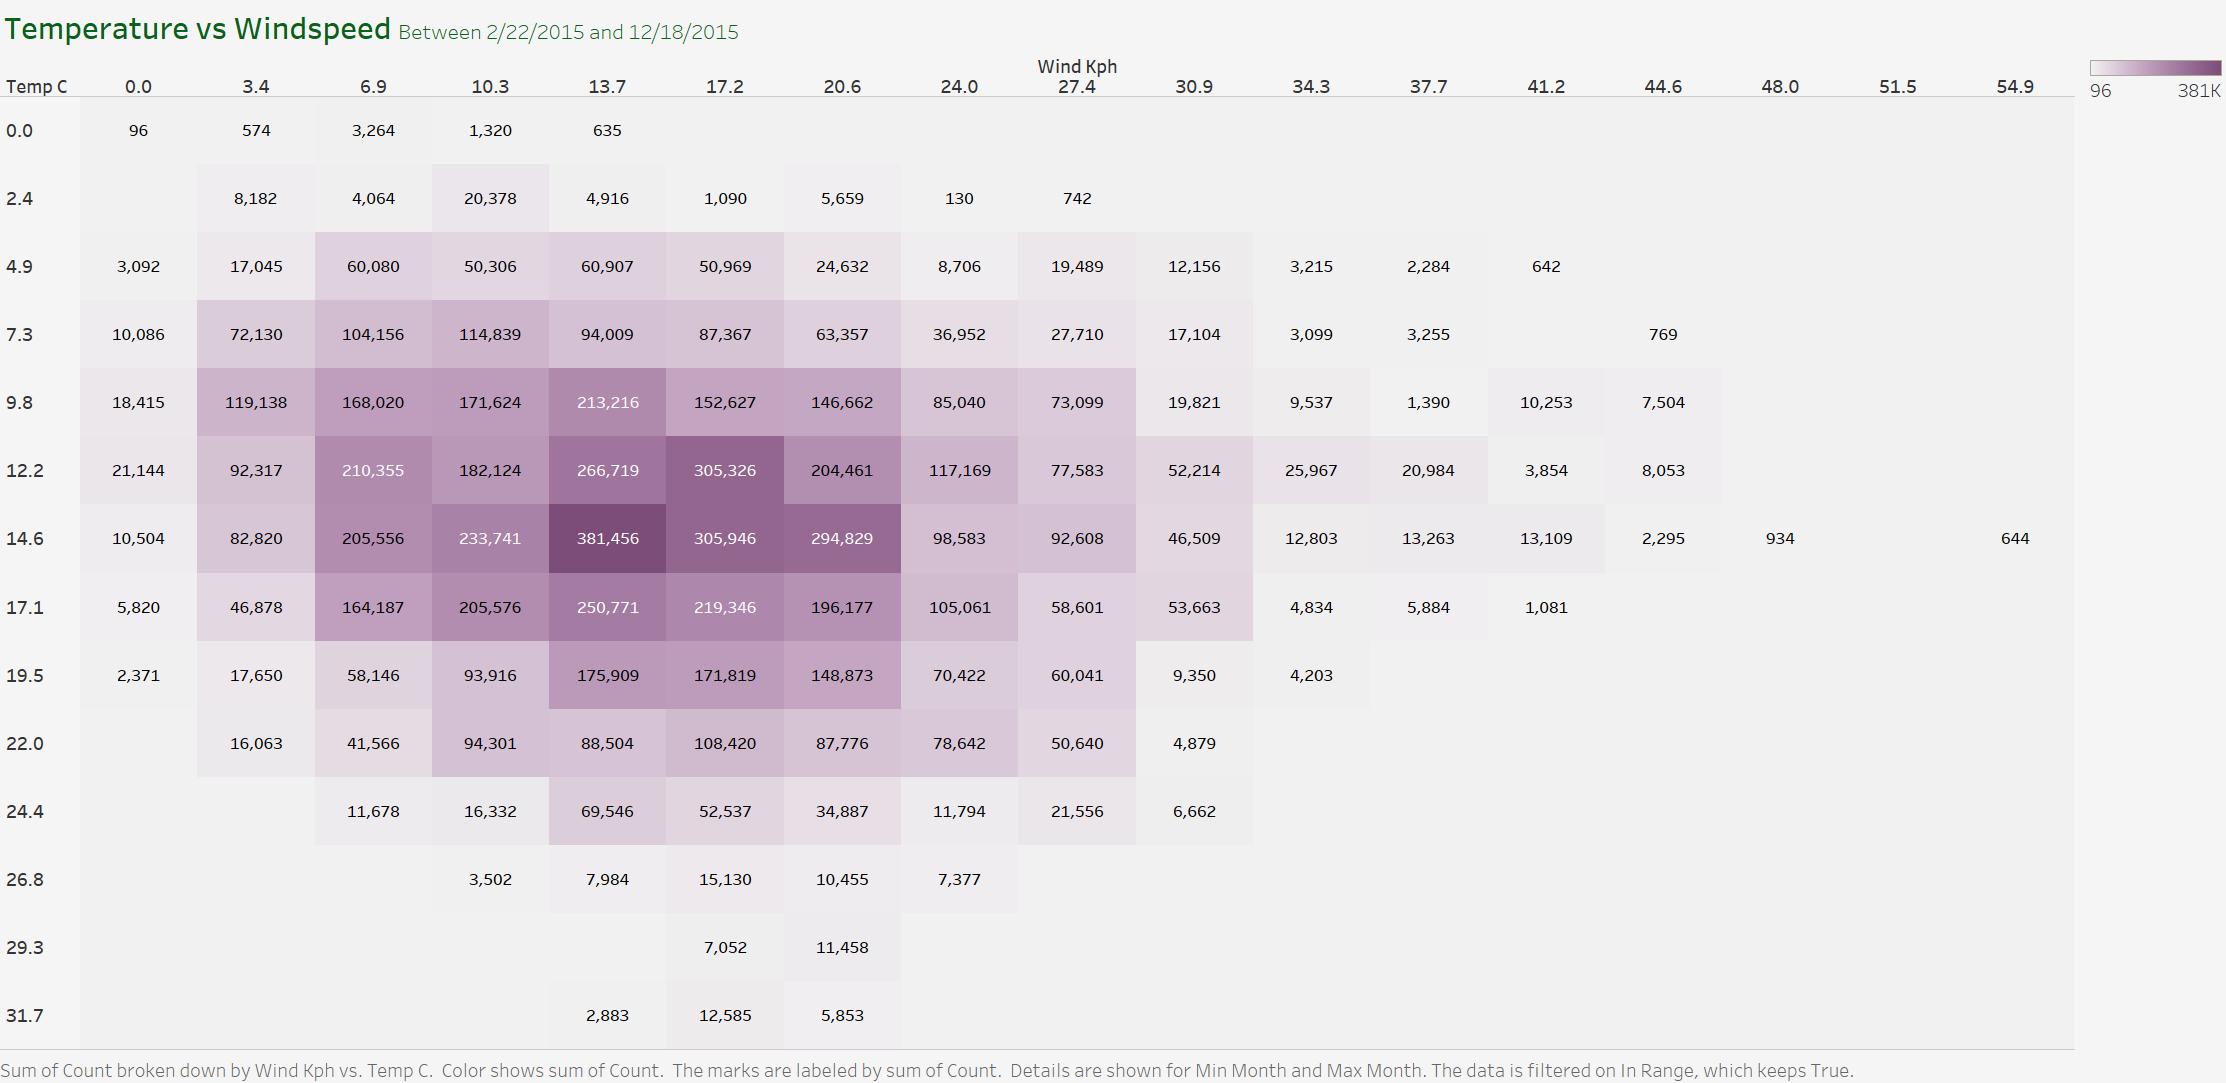 Temperature vs Windspeed Between 2/22/2015 and 12/18/2015
Wind Kph
Temp C 0.0 3.4 6.9 10.3 13.7 17.2 20.6 24.0 27.4 30.9 34.3 37.7 41.2 44.6 48.0 51.5 54.9
96 381K
0.0 96 574 3,264 1,320 635
2.4 8,182 4,064 20,378 4,916 1,090 5,659 130 742
4.9 3,092 17,045 60,080 50,306 60,907 50,969 24,632 8,706 19,489 12,156 3,215 2,284 642
7.3 10,086 72,130 104,156 114,839 94,009 87,367 63,357 36,952 27,710 17,104 3,099 3,255 769
9.8 18,415 119,138 168,020 171,624 213,216 152,627 146,662 85,040 73,099 19,821 9,537 1,390 10,253 7,504
12.2 21,144 92,317 210,355 182,124 266,719 305,326 204,461 117,169 77,583 52,214 25,967 20,984 3,854 8,053
14.6 10,504 82,820 205,556 233,741 381,456 305,946 294,829 98,583 92,608 46,509 12,803 13,263 13,109 2,295 934 644
17.1 5,820 46,878 164,187 205,576 250,771 219,346 196,177 105,061 58,601 53,663 4,834 5,884 1,081
19.5 2,371 17,650 58,146 93,916 175,909 171,819 148,873 70,422 60,041 9,350 4,203
22.0 16,063 41,566 94,301 88,504 108,420 87,776 78,642 50,640 4,879
24.4 11,678 16,332 69,546 52,537 34,887 11,794 21,556 6,662
26.8 3,502 7,984 15,130 10,455 7,377
29.3 7,052 11,458
31.7 2,883 12,585 5,853
Sum of Count broken down by Wind Kph vs. Temp C.  Color shows sum of Count.  The marks are labeled by sum of Count.  Details are shown for Min Month and Max Month. The data is filtered on In Range, which keeps True.